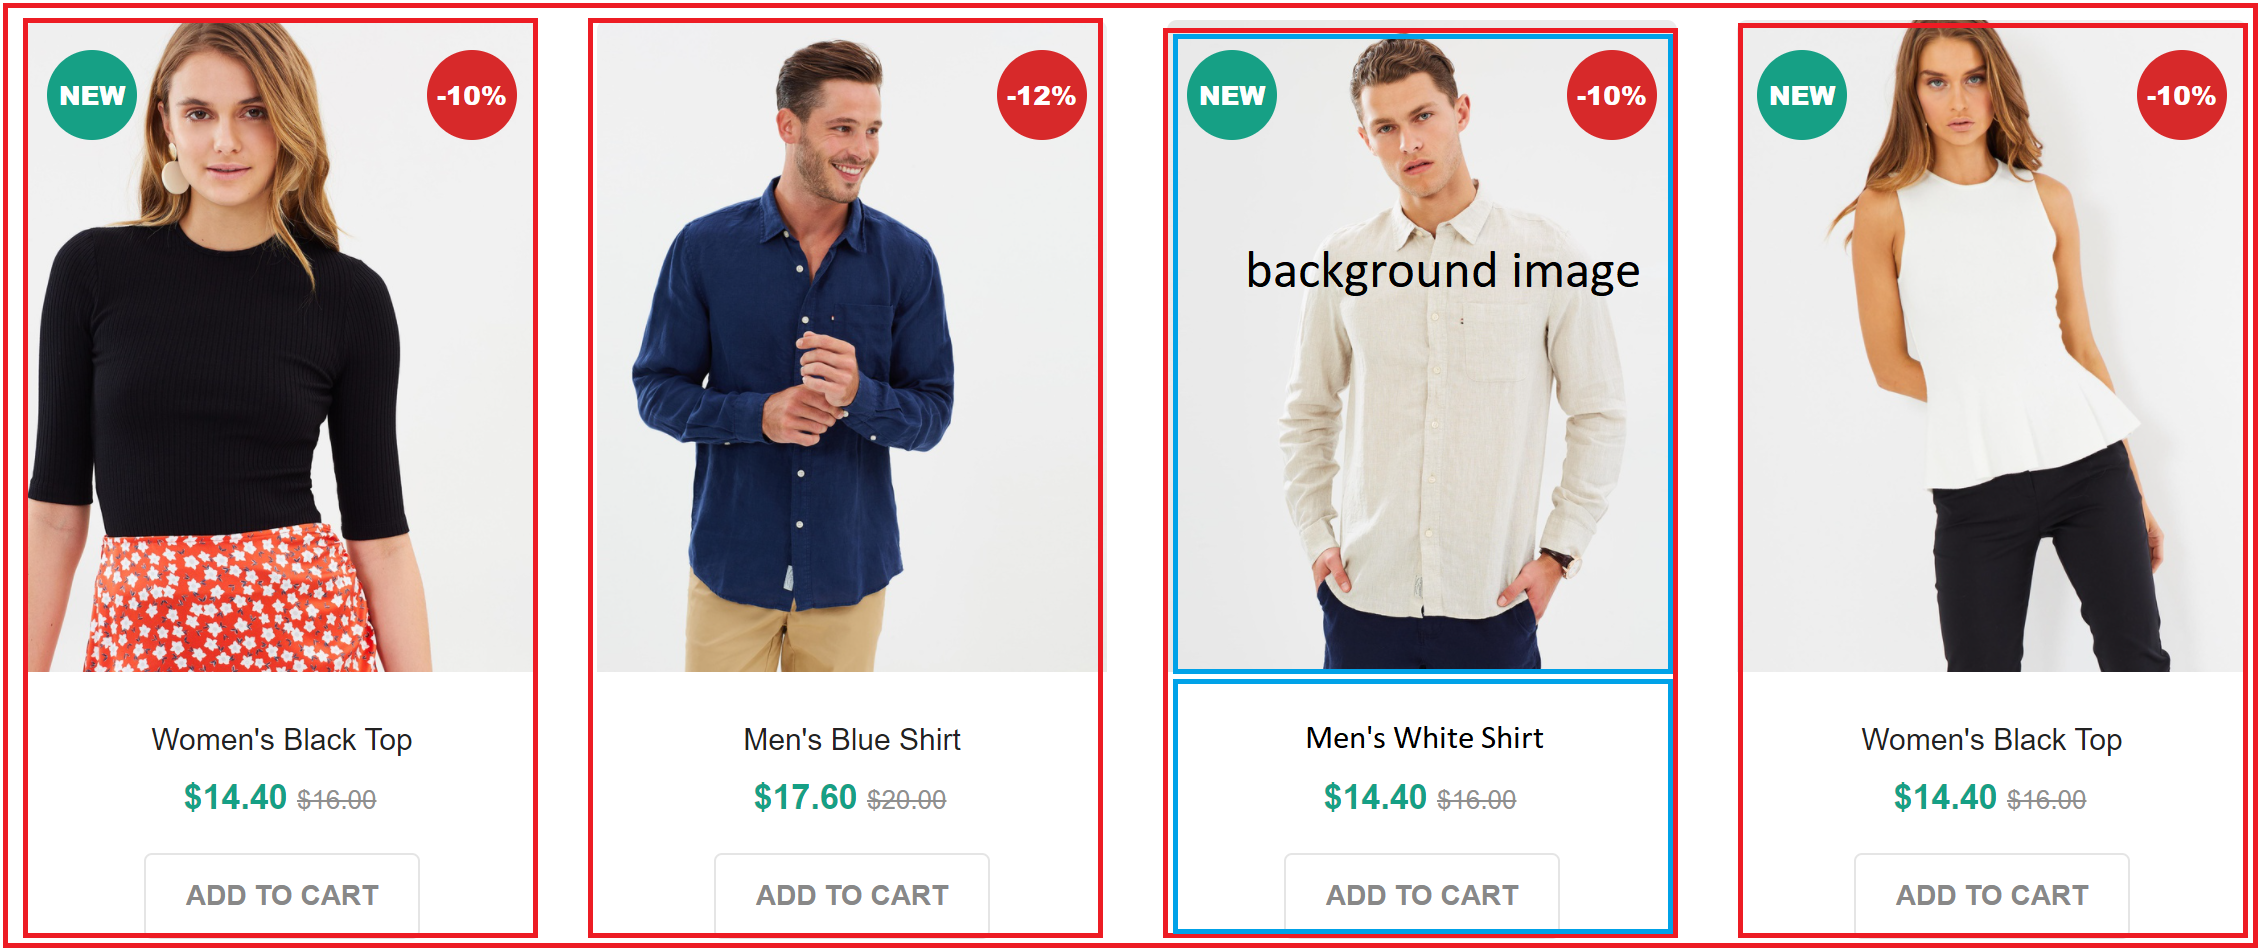 NEW
-10%
-12%
NEW
-10%
NEW
-10%
background image
Women's Black Top
Men's Blue Shirt
Men's White Shirt
Women's Black Top
$14.40 $16.00
$17.60 $20.00
$14.40 $16.00
$14.40 $16.00
ADD TO CART
ADD TO CART
ADD TO CART
ADD TO CART